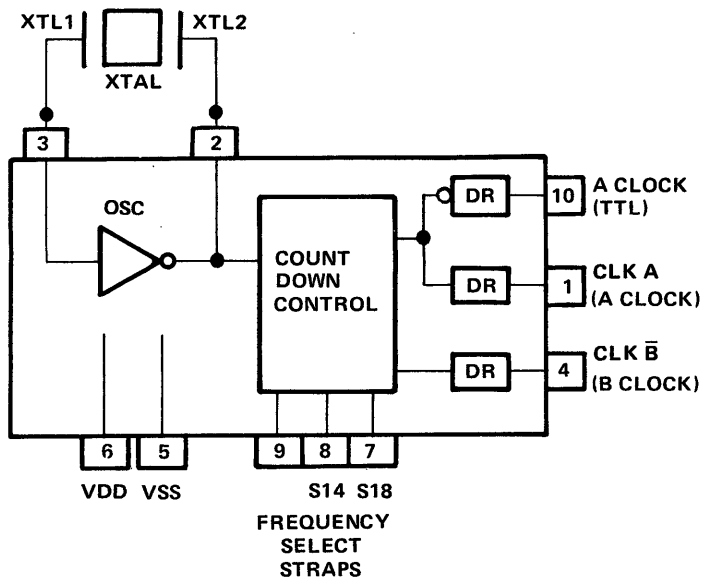 XTL1
XTL2
XTAL
3
2
OSC
COUNT
DOWN
CONTROL
DR
10
A CLOCK
(TTL)
DR
1
CLK A
(A CLOCK)
DR
4
CLK B̅
(B CLOCK)
6
5
9
8
7
VDD
VSS
S14
S18
FREQUENCY
SELECT
STRAPS